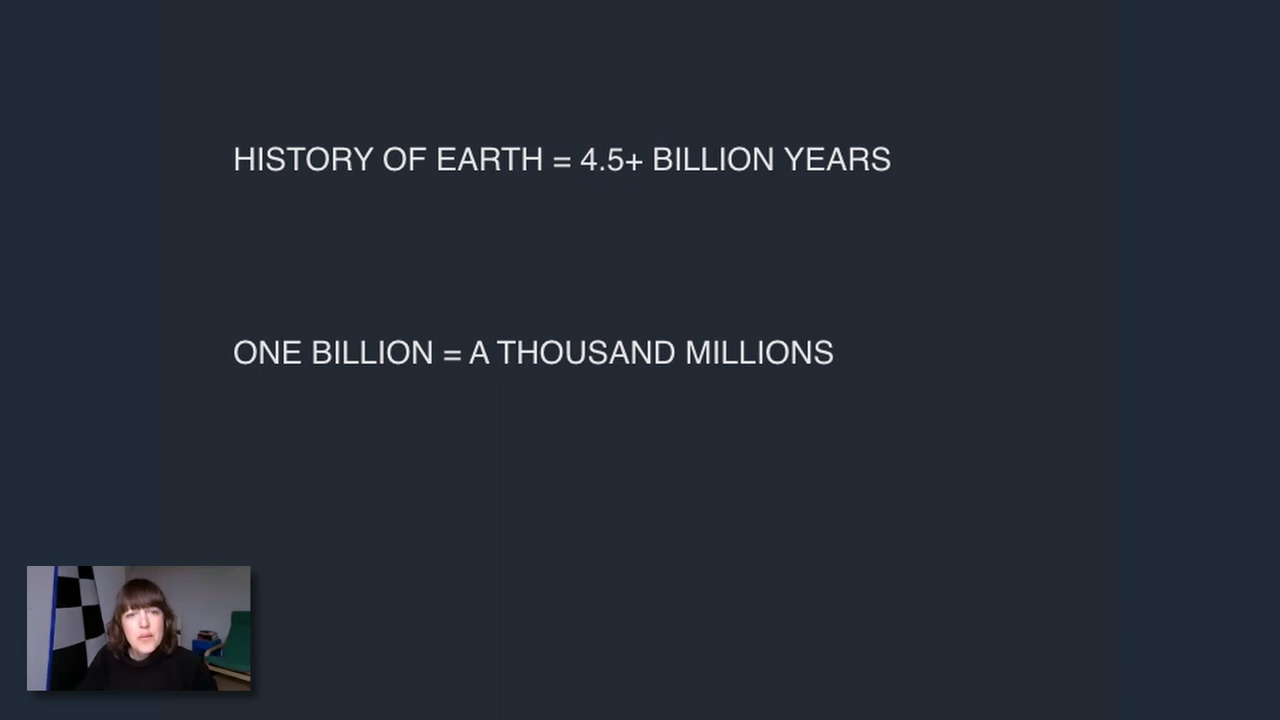 HISTORY OF EARTH = 4.5+ BILLION YEARS
ONE BILLION = A THOUSAND MILLIONS